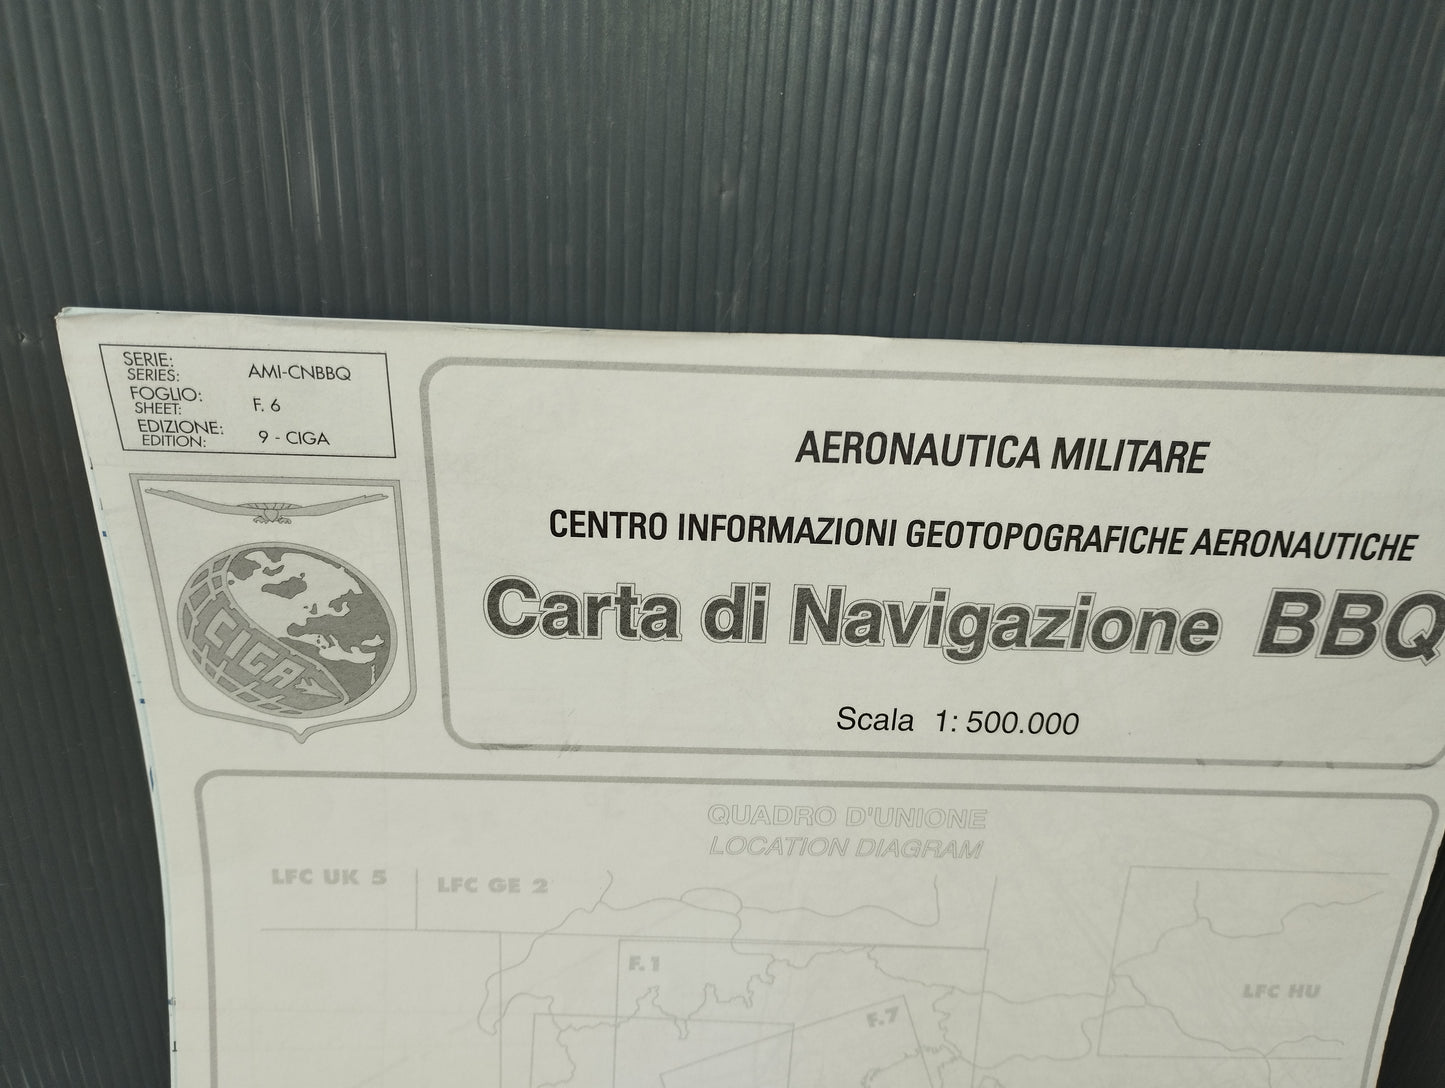 SERIE:
SERIES: AMI-CNBBQ
FOGLIO:
SHEET: F. 6
EDIZIONE:
EDITION: 9 - CIGA
CIGA
AERONAUTICA MILITARE
CENTRO INFORMAZIONI GEOTOPOGRAFICHE AERONAUTICHE
Carta di Navigazione BBQ
Scala 1: 500.000
QUADRO D'UNIONE
LOCATION DIAGRAM
LFC UK 5
LFC GE 2
F. 1
LFC HU
F. 7